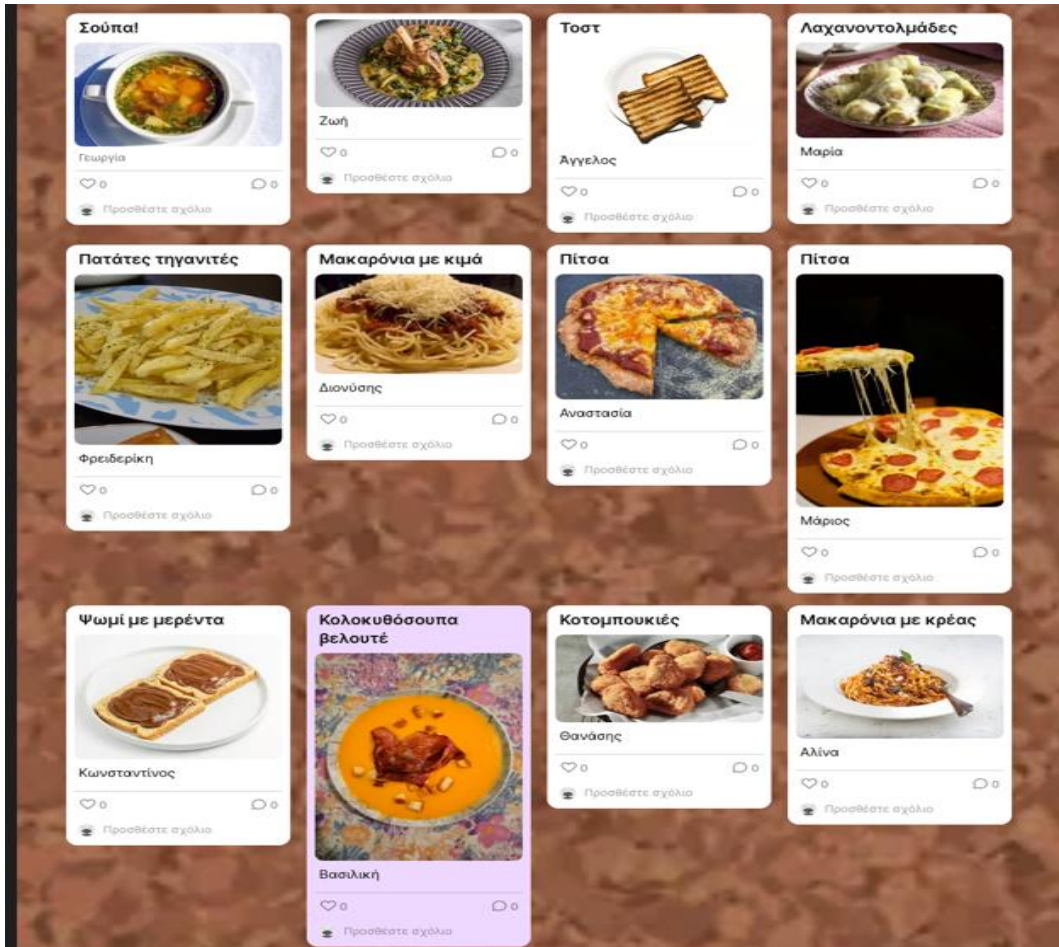 Σούπα!
Γεωργία
0 0
Προσθέστε σχόλιο
Ζωή
0 0
Προσθέστε σχόλιο
Τοστ
Άγγελος
0 0
Προσθέστε σχόλιο
Λαχανοντολμάδες
Μαρία
0 0
Προσθέστε σχόλιο
Πατάτες τηγανιτές
Φρειδερίκη
0 0
Προσθέστε σχόλιο
Μακαρόνια με κιμά
Διονύσης
0 0
Προσθέστε σχόλιο
Πίτσα
Αναστασία
0 0
Προσθέστε σχόλιο
Πίτσα
Μάριος
0 0
Προσθέστε σχόλιο
Ψωμί με μερέντα
Κωνσταντίνος
0 0
Προσθέστε σχόλιο
Κολοκυθόσουπα
βελουτέ
Βασιλική
0 0
Προσθέστε σχόλιο
Κοτομπουκιές
Θανάσης
0 0
Προσθέστε σχόλιο
Μακαρόνια με κρέας
Αλίνα
0 0
Προσθέστε σχόλιο